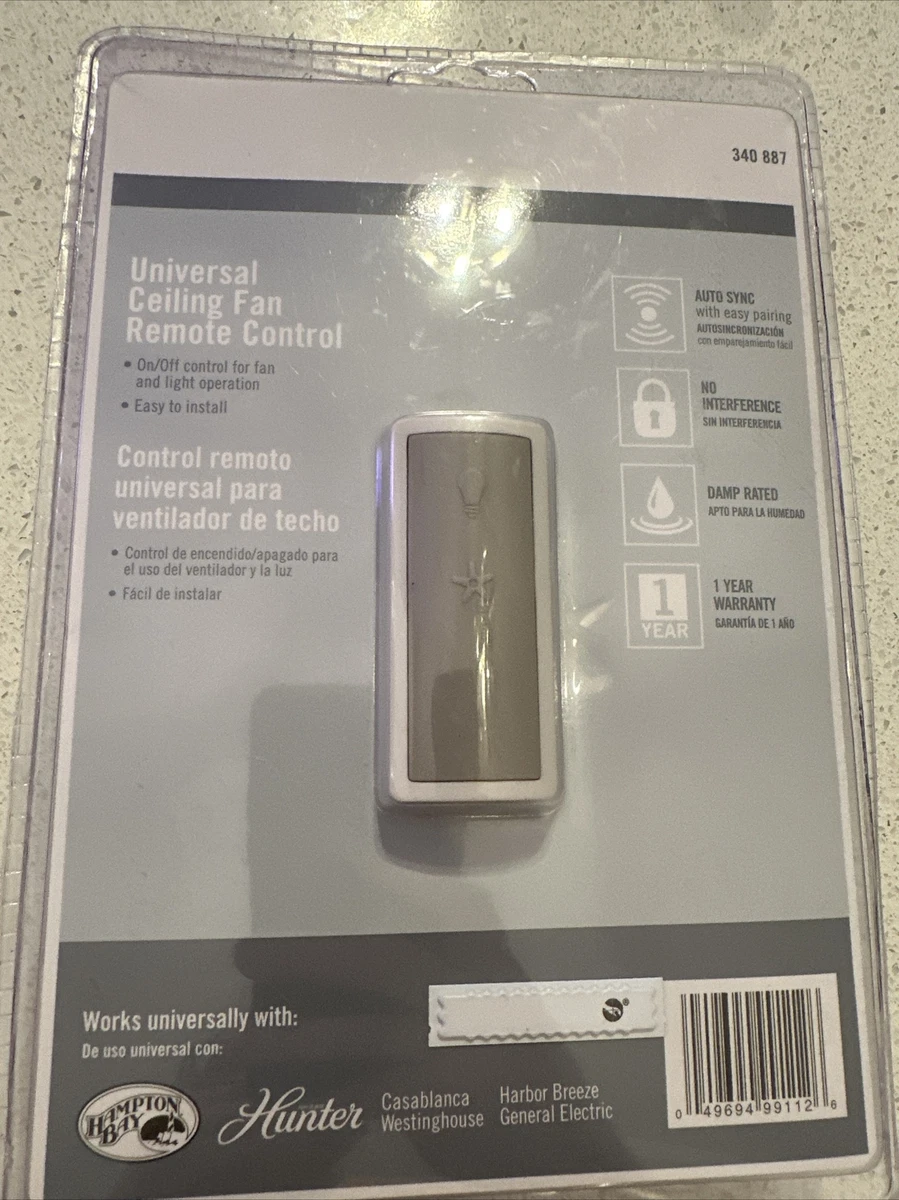 340 887
Universal
Ceiling Fan
Remote Control
• On/Off control for fan
and light operation
• Easy to install
Control remoto
universal para
ventilador de techo
• Control de encendido/apagado para
el uso del ventilador y la luz
• Fácil de instalar
AUTO SYNC
with easy pairing
AUTOSINCRONIZACIÓN
con emparejamiento fácil
NO
INTERFERENCE
SIN INTERFERENCIA
DAMP RATED
APTO PARA LA HUMEDAD
1
YEAR
1 YEAR
WARRANTY
GARANTÍA DE 1 AÑO
Works universally with:
De uso universal con:
HAMPTON
BAY
Hunter
Casablanca
Westinghouse
Harbor Breeze
General Electric
0 49694 99112 6